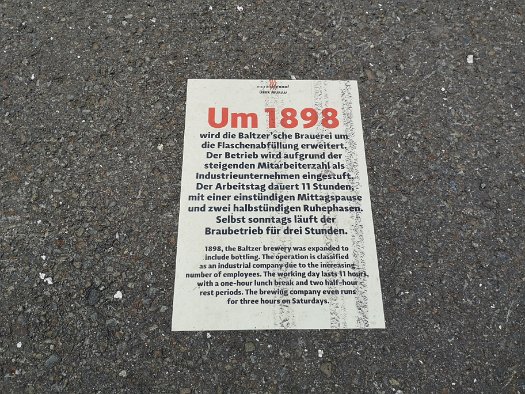 Um 1898
wird die Baltzer'sche Brauerei um
die Flaschenabfüllung erweitert.
Der Betrieb wird aufgrund der
steigenden Mitarbeiterzahl als
Industrieunternehmen eingestuft.
Der Arbeitstag dauert 11 Stunden,
mit einer einstündigen Mittagspause
und zwei halbstündigen Ruhephasen.
Selbst sonntags läuft der
Braubetrieb für drei Stunden.
1898, the Baltzer brewery was expanded to
include bottling. The operation is classified
as an industrial company due to the increasing
number of employees. The working day lasts 11 hours,
with a one-hour lunch break and two half-hour
rest periods. The brewing company even runs
for three hours on Saturdays.